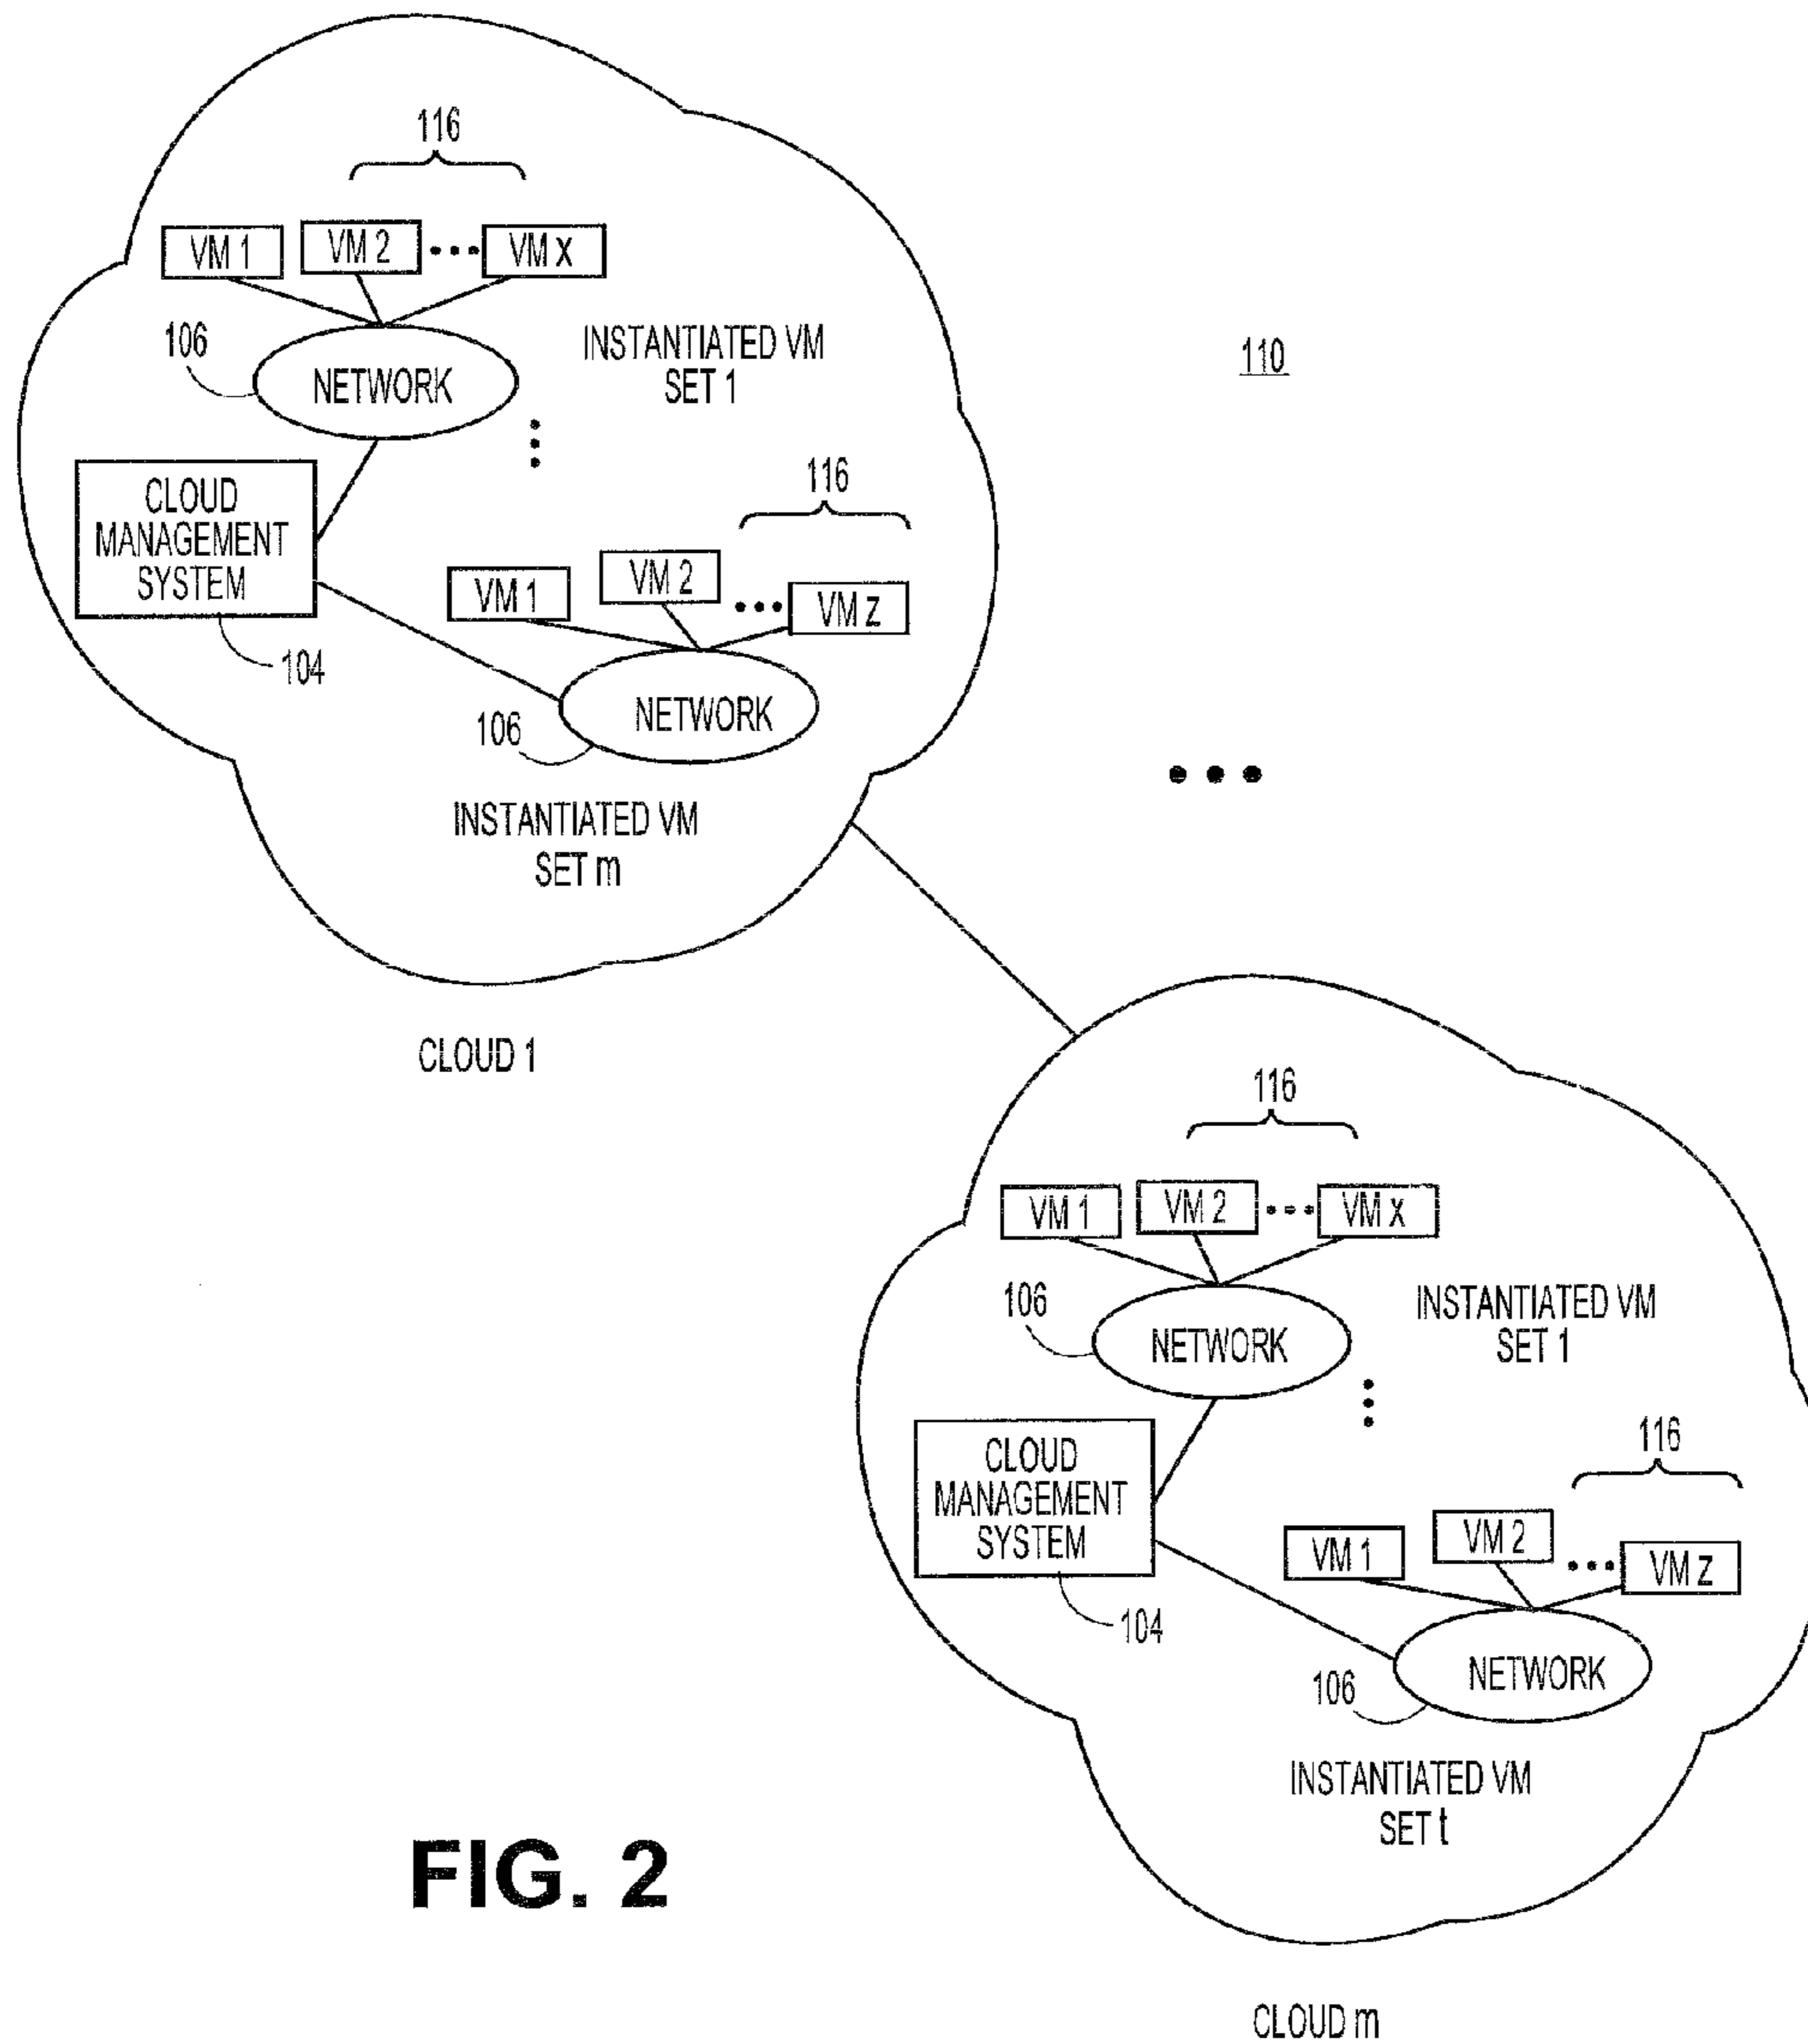 116
VM 1
VM 2
VM X
106
NETWORK
INSTANTIATED VM
SET 1
110
CLOUD
MANAGEMENT
SYSTEM
104
116
VM 1
VM 2
VM Z
106
NETWORK
INSTANTIATED VM
SET m
CLOUD 1
116
VM 1
VM 2
VM X
106
NETWORK
INSTANTIATED VM
SET 1
CLOUD
MANAGEMENT
SYSTEM
104
116
VM 1
VM 2
VM Z
106
NETWORK
INSTANTIATED VM
SET t
FIG. 2
CLOUD m